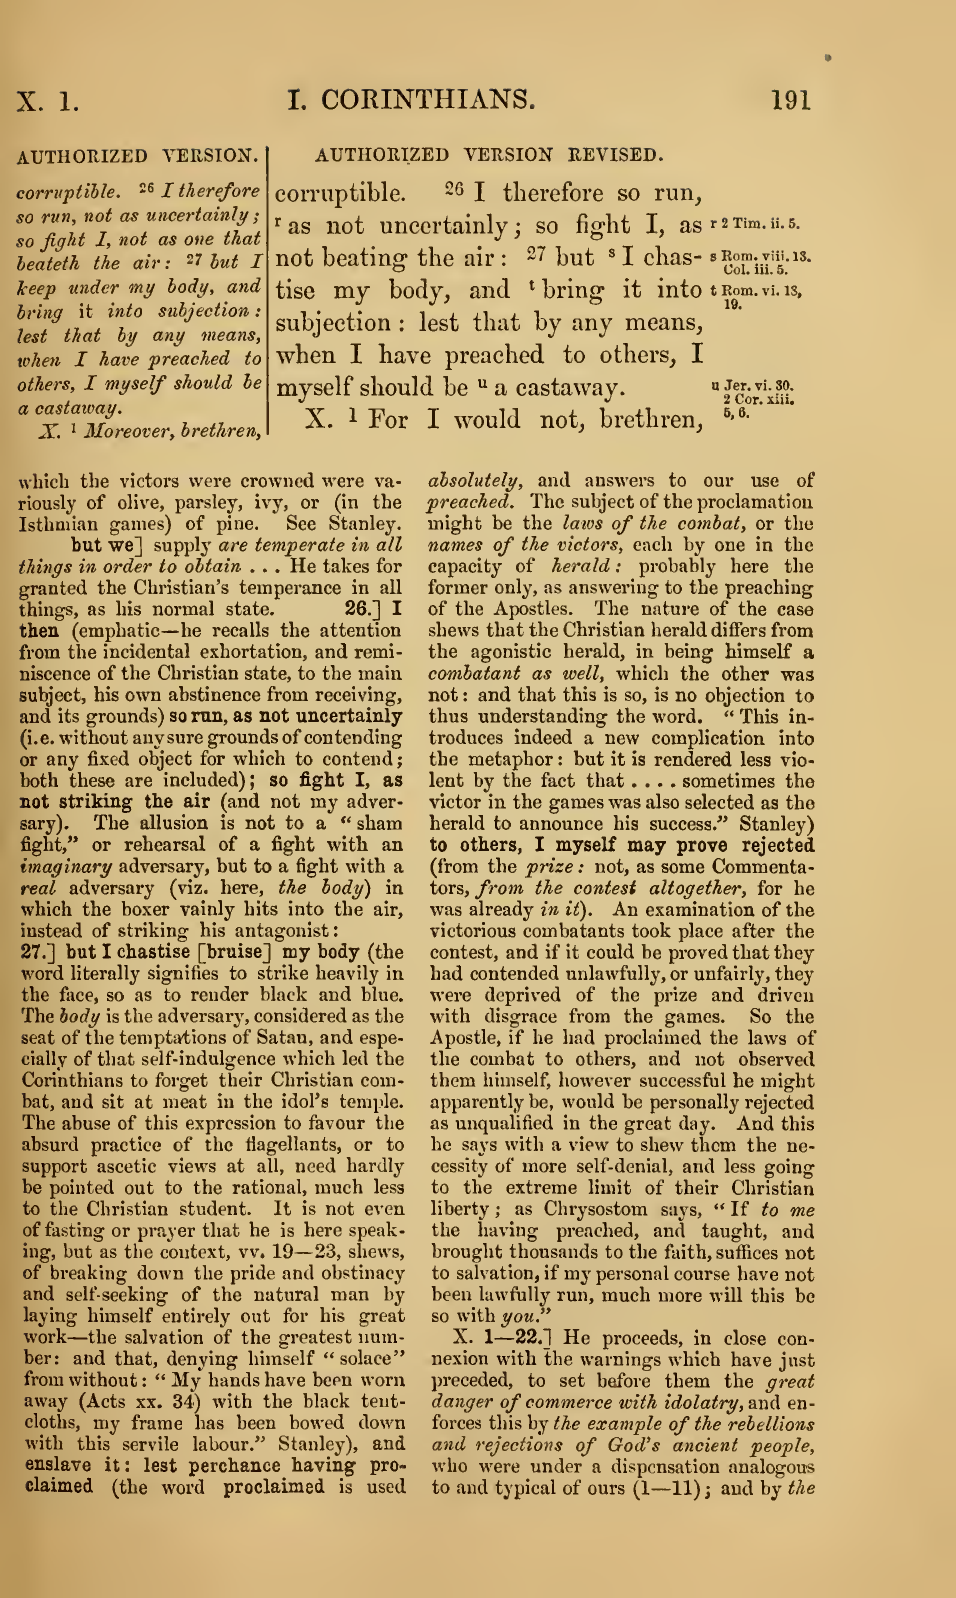 X. 1.
I. CORINTHIANS.
191
AUTHORIZED VERSION.
corruptible. 26 I therefore
so run, not as uncertainly;
so fight I, not as one that
beateth the air: 27 but I
keep under my body, and
bring it into subjection:
lest that by any means,
when I have preached to
others, I myself should be
a castaway.
X. 1 Moreover, brethren,
AUTHORIZED VERSION REVISED.
corruptible. 26 I therefore so run,
r as not uncertainly; so fight I, as
not beating the air: 27 but s I chas-
tise my body, and t bring it into
subjection: lest that by any means,
when I have preached to others, I
myself should be u a castaway.
X. 1 For I would not, brethren,
r 2 Tim. ii. 5.
s Rom. viii. 13.
Col. iii. 5.
t Rom. vi. 18,
19.
u Jer. vi. 30.
2 Cor. xiii.
5, 6.
which the victors were crowned were va-
riously of olive, parsley, ivy, or (in the
Isthmian games) of pine. See Stanley.
but we] supply are temperate in all
things in order to obtain . . . He takes for
granted the Christian's temperance in all
things, as his normal state. 26.] I
then (emphatic—he recalls the attention
from the incidental exhortation, and remi-
niscence of the Christian state, to the main
subject, his own abstinence from receiving,
and its grounds) so run, as not uncertainly
(i.e. without any sure grounds of contending
or any fixed object for which to contend;
both these are included); so fight I, as
not striking the air (and not my adver-
sary). The allusion is not to a "sham
fight," or rehearsal of a fight with an
imaginary adversary, but to a fight with a
real adversary (viz. here, the body) in
which the boxer vainly hits into the air,
instead of striking his antagonist:
27.] but I chastise [bruise] my body (the
word literally signifies to strike heavily in
the face, so as to render black and blue.
The body is the adversary, considered as the
seat of the temptations of Satan, and espe-
cially of that self-indulgence which led the
Corinthians to forget their Christian com-
bat, and sit at meat in the idol's temple.
The abuse of this expression to favour the
absurd practice of the flagellants, or to
support ascetic views at all, need hardly
be pointed out to the rational, much less
to the Christian student. It is not even
of fasting or prayer that he is here speak-
ing, but as the context, vv. 19—23, shews,
of breaking down the pride and obstinacy
and self-seeking of the natural man by
laying himself entirely out for his great
work—the salvation of the greatest num-
ber: and that, denying himself "solace"
from without: "My hands have been worn
away (Acts xx. 34) with the black tent-
cloths, my frame has been bowed down
with this servile labour." Stanley), and
enslave it: lest perchance having pro-
claimed (the word proclaimed is used
absolutely, and answers to our use of
preached. The subject of the proclamation
might be the laws of the combat, or the
names of the victors, each by one in the
capacity of herald: probably here the
former only, as answering to the preaching
of the Apostles. The nature of the case
shews that the Christian herald differs from
the agonistic herald, in being himself a
combatant as well, which the other was
not: and that this is so, is no objection to
thus understanding the word. "This in-
troduces indeed a new complication into
the metaphor: but it is rendered less vio-
lent by the fact that . . . . sometimes the
victor in the games was also selected as the
herald to announce his success." Stanley)
to others, I myself may prove rejected
(from the prize: not, as some Commenta-
tors, from the contest altogether, for he
was already in it). An examination of the
victorious combatants took place after the
contest, and if it could be proved that they
had contended unlawfully, or unfairly, they
were deprived of the prize and driven
with disgrace from the games. So the
Apostle, if he had proclaimed the laws of
the combat to others, and not observed
them himself, however successful he might
apparently be, would be personally rejected
as unqualified in the great day. And this
he says with a view to shew them the ne-
cessity of more self-denial, and less going
to the extreme limit of their Christian
liberty; as Chrysostom says, "If to me
the having preached, and taught, and
brought thousands to the faith, suffices not
to salvation, if my personal course have not
been lawfully run, much more will this be
so with you."
X. 1—22.] He proceeds, in close con-
nexion with the warnings which have just
preceded, to set before them the great
danger of commerce with idolatry, and en-
forces this by the example of the rebellions
and rejections of God's ancient people,
who were under a dispensation analogous
to and typical of ours (1—11); and by the